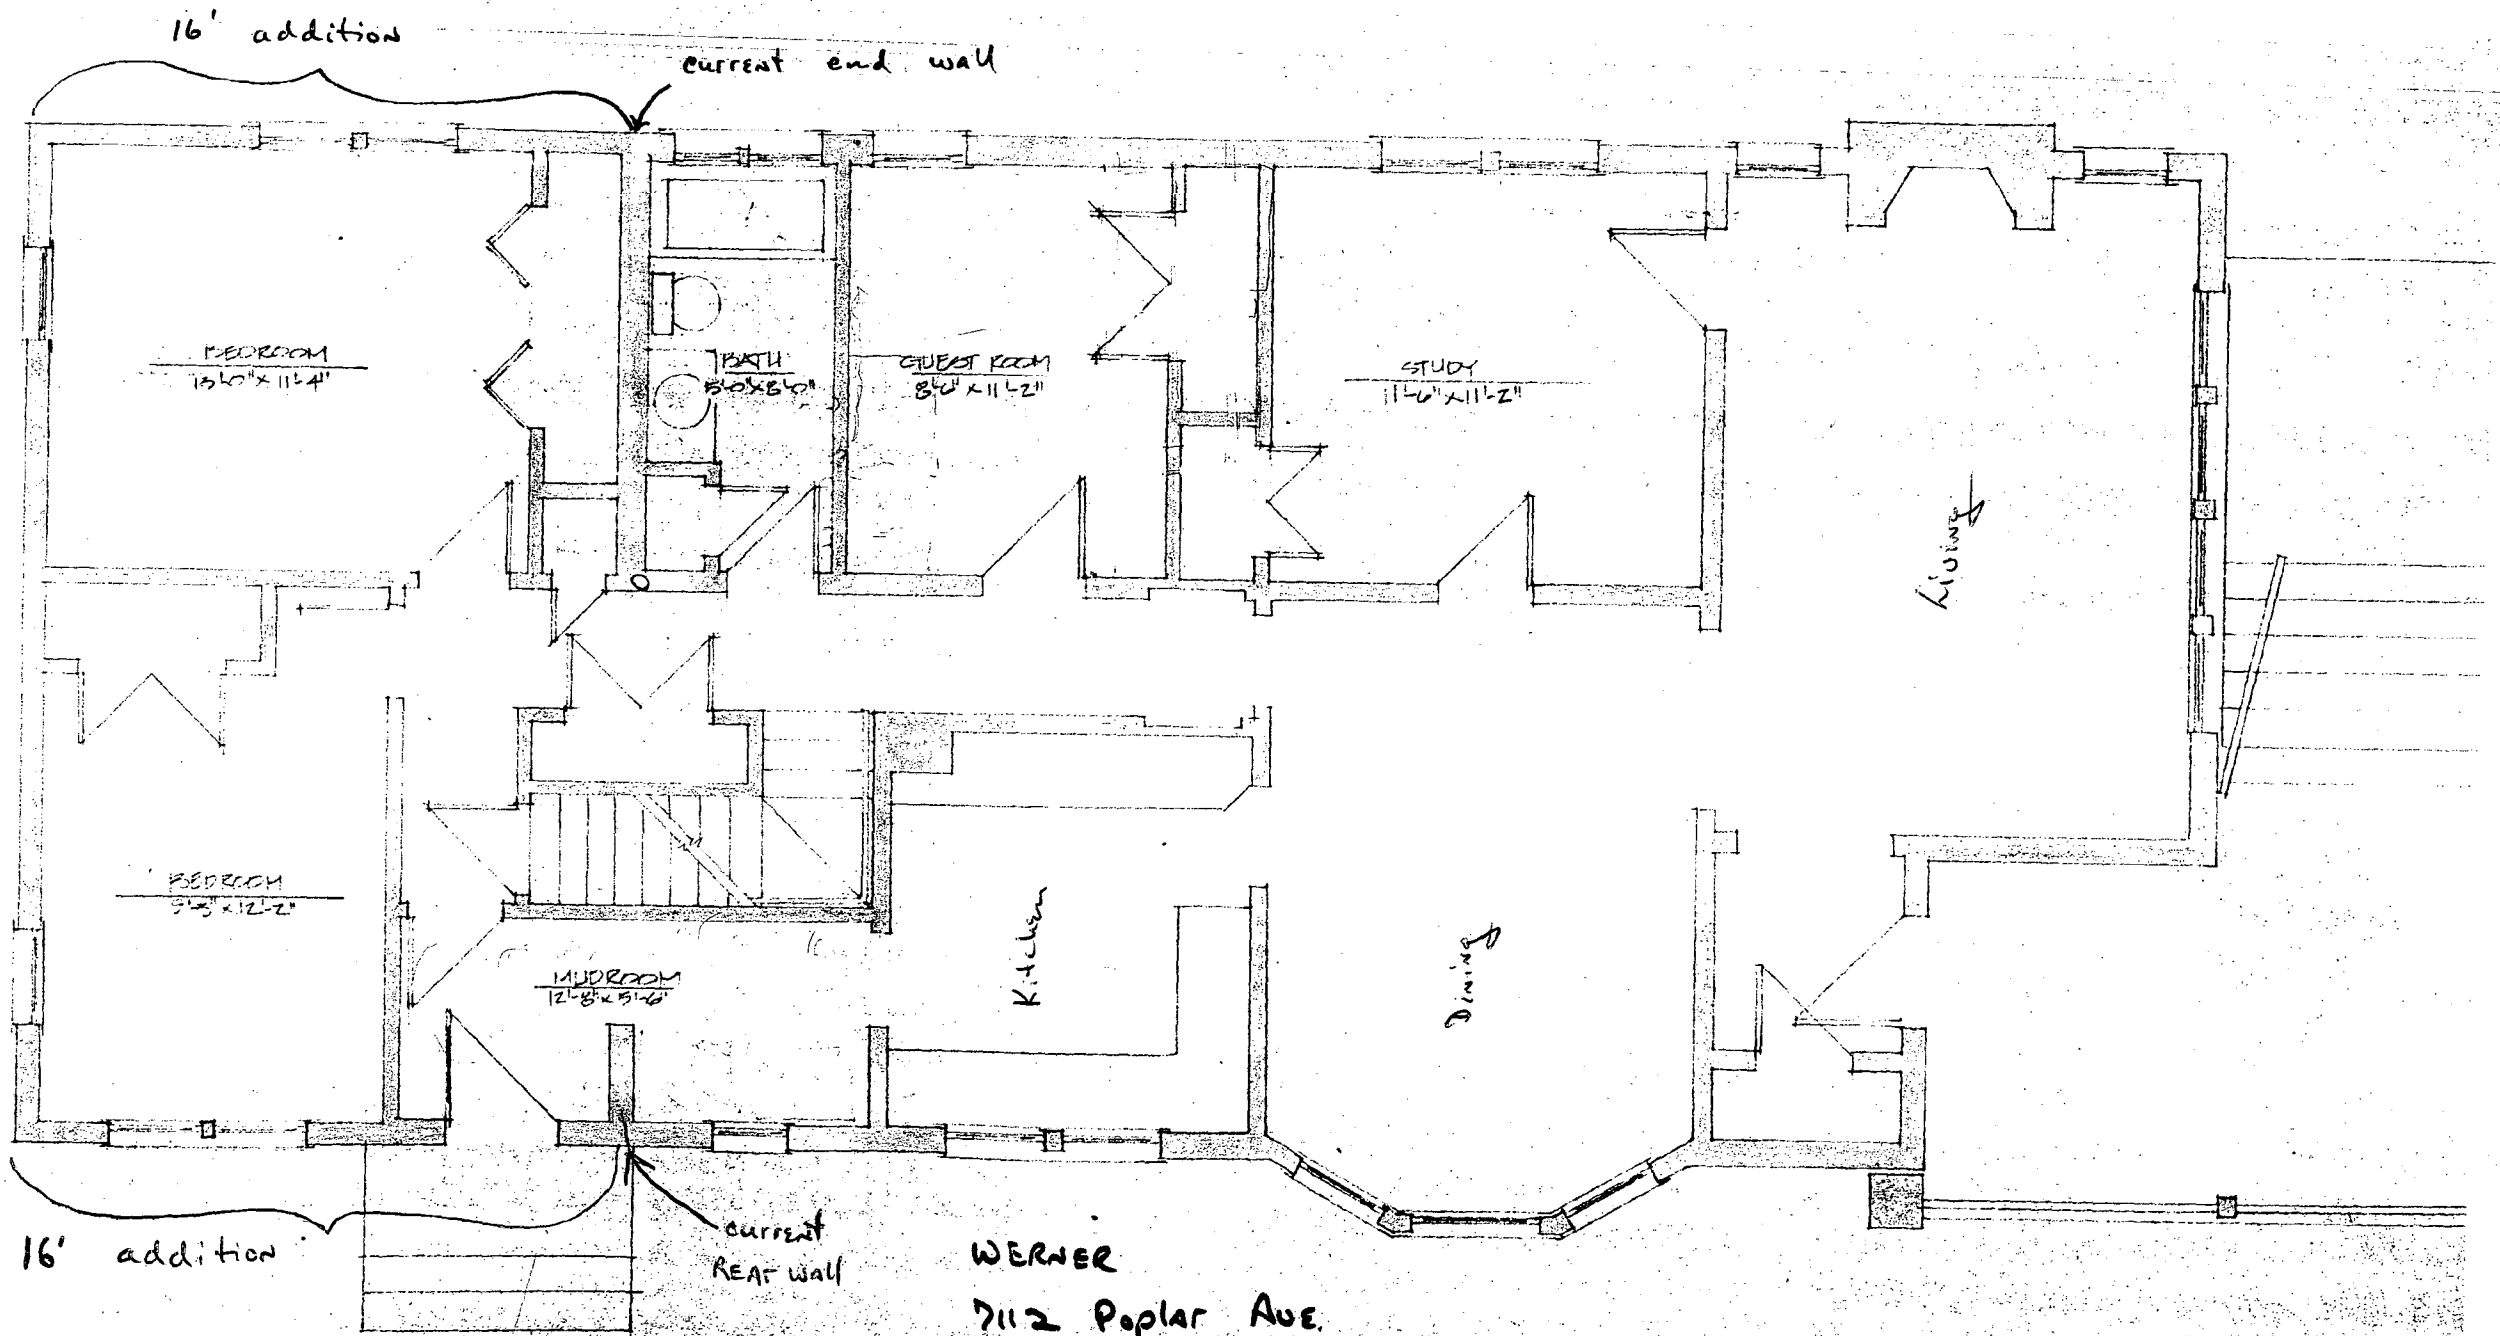 16' addition
current end wall
BEDROOM
13'-0" x 11'-4"
BATH
5'-0" x 8'-0"
GUEST ROOM
8'-6" x 11'-2"
STUDY
11'-6" x 11'-2"
Living
BEDROOM
9'-8" x 12'-2"
MUDROOM
12'-8" x 5'-6"
Kitchen
Dining
16' addition
current
REAR wall
WERNER
7112 Poplar Ave.